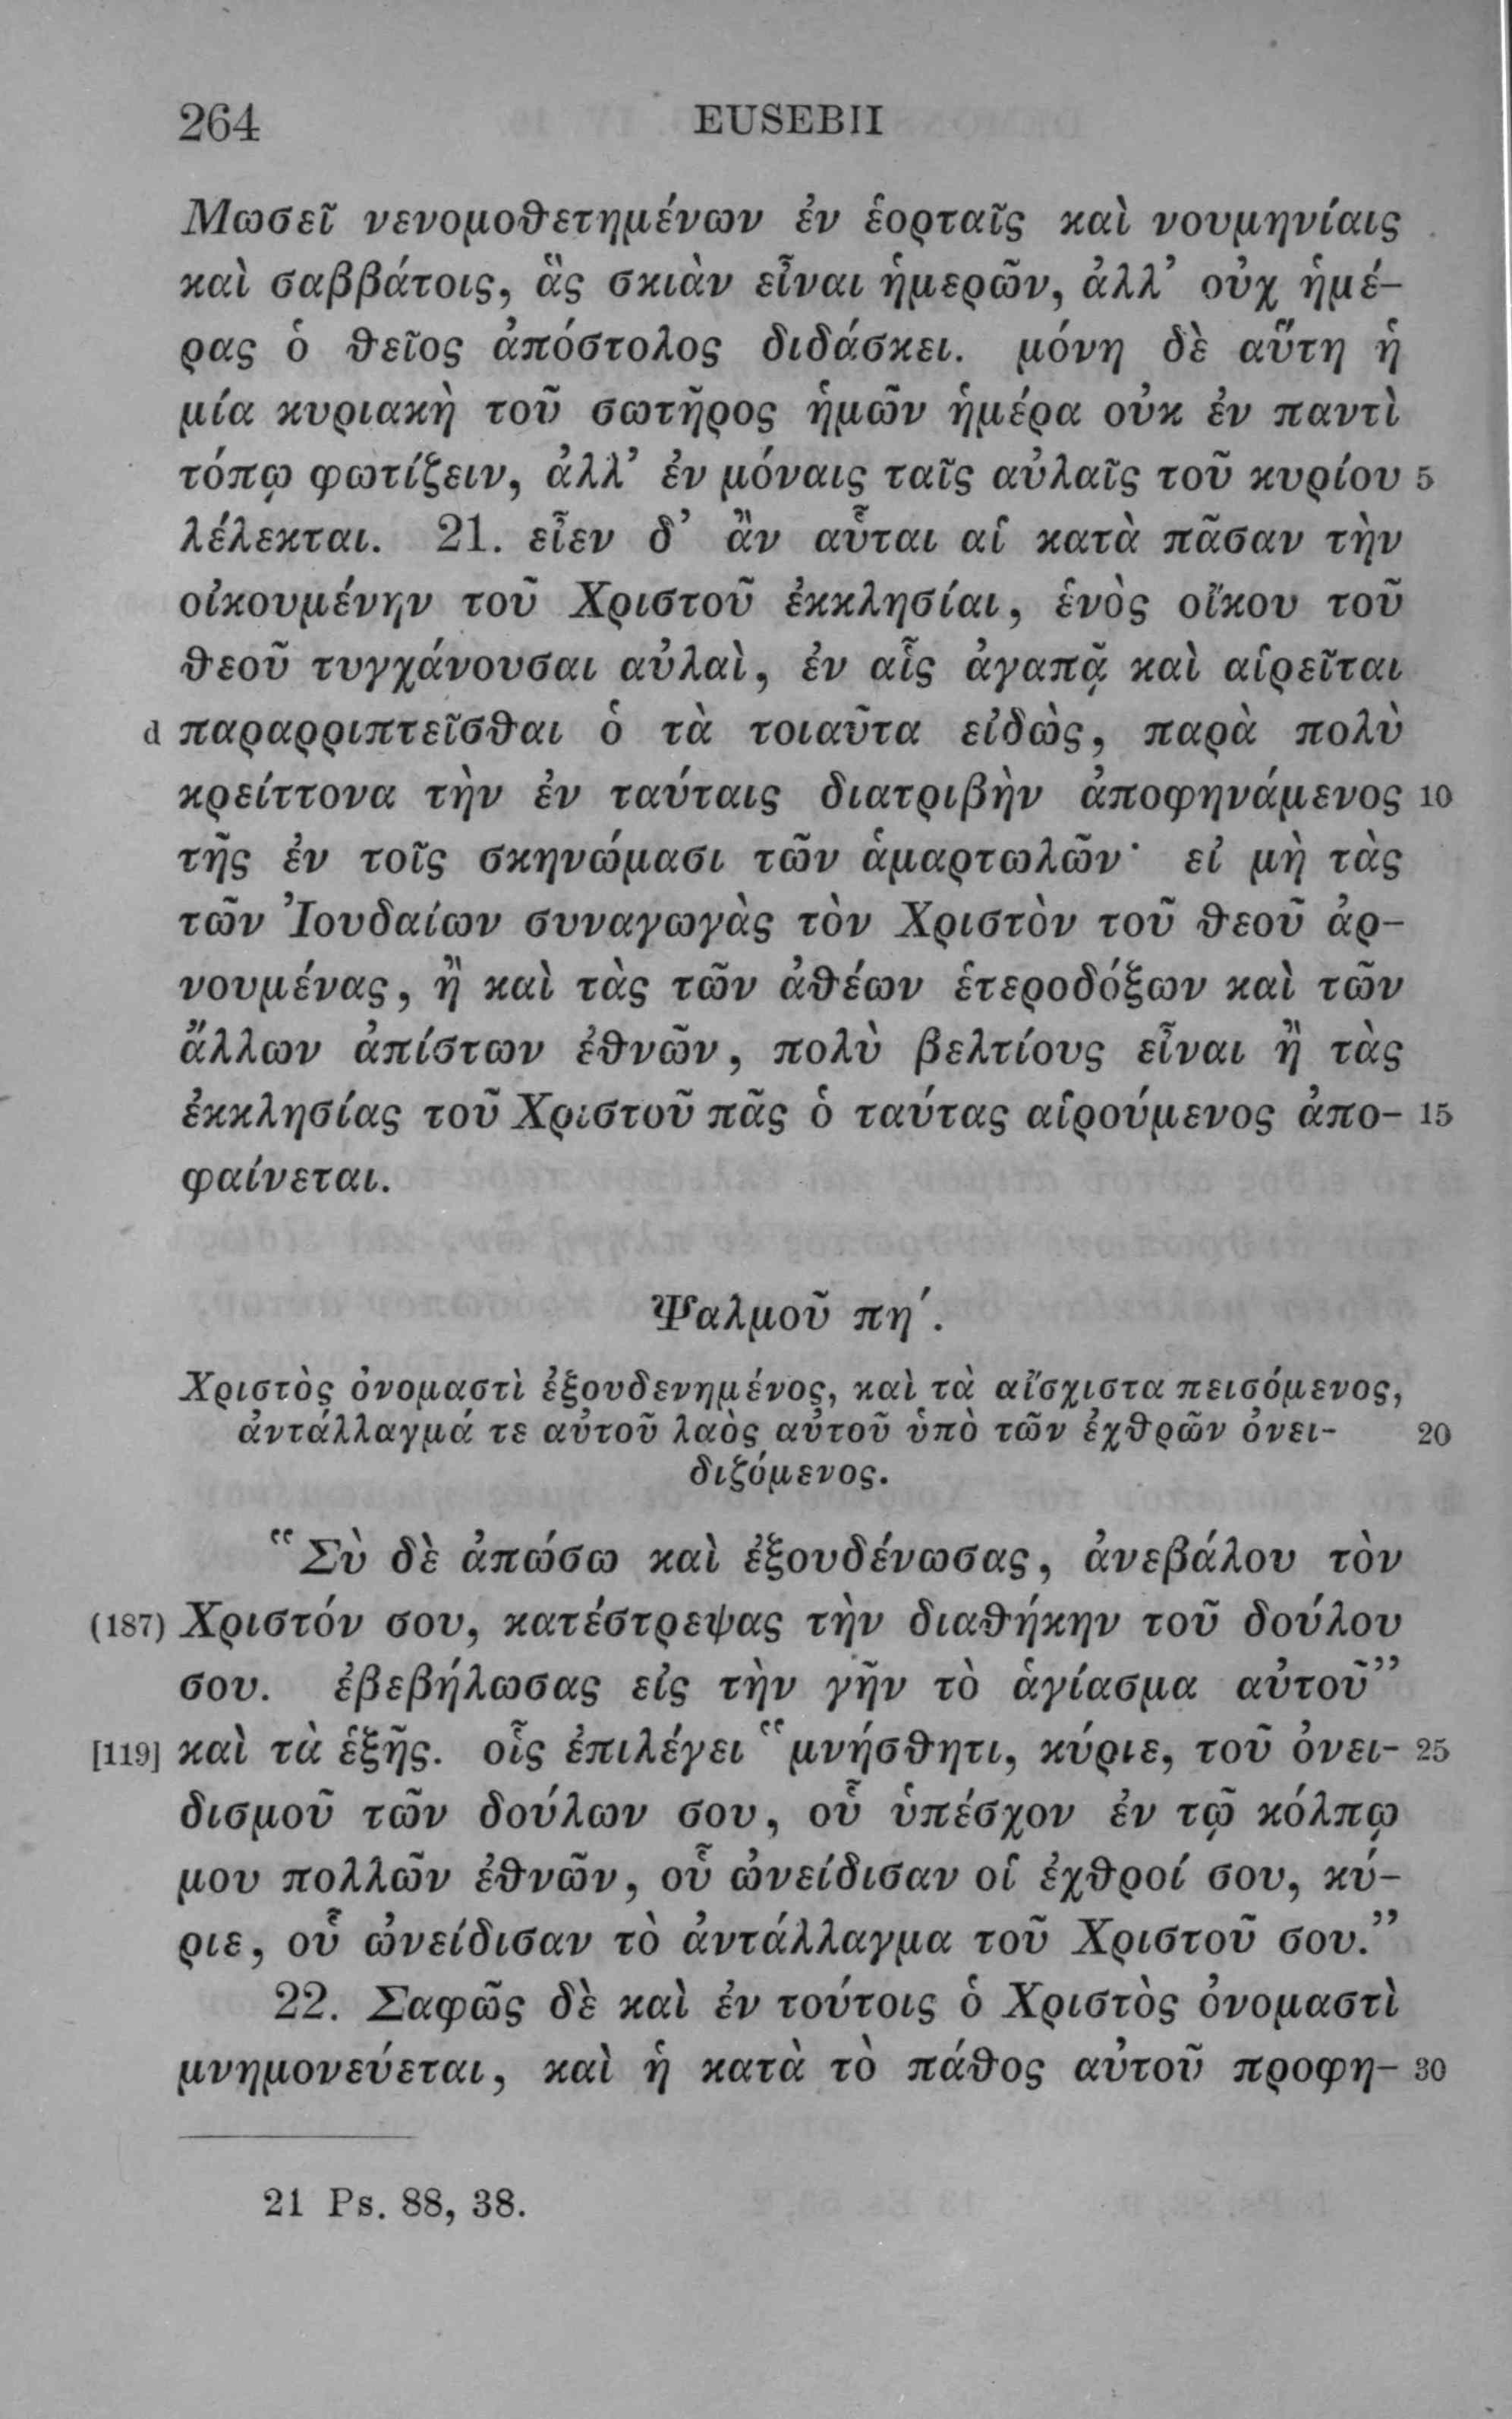 264 EUSEBII
Μωσεῖ νενομοθετημένων ἐν ἑορταῖς καὶ νουμηνίαις
καὶ σαββάτοις, ἃς σκιὰν εἶναι ἡμερῶν, ἀλλ’ οὐχ ἡμέ-
ρας ὁ θεῖος ἀπόστολος διδάσκει. μόνη δὲ αὕτη ἡ
μία κυριακὴ τοῦ σωτῆρος ἡμῶν ἡμέρα οὐκ ἐν παντὶ
τόπῳ φωτίζειν, ἀλλ’ ἐν μόναις ταῖς αὐλαῖς τοῦ κυρίου 5
λέλεκται. 21. εἶεν δ’ ἂν αὗται αἱ κατὰ πᾶσαν τὴν
οἰκουμένην τοῦ Χριστοῦ ἐκκλησίαι, ἑνὸς οἴκου τοῦ
θεοῦ τυγχάνουσαι αὐλαὶ, ἐν αἷς ἀγαπᾷ καὶ αἱρεῖται
d παραρριπτεῖσθαι ὁ τὰ τοιαῦτα εἰδὼς, παρὰ πολὺ
κρείττονα τὴν ἐν ταύταις διατριβὴν ἀποφηνάμενος 10
τῆς ἐν τοῖς σκηνώμασι τῶν ἁμαρτωλῶν· εἰ μὴ τὰς
τῶν Ἰουδαίων συναγωγὰς τὸν Χριστὸν τοῦ θεοῦ ἀρ-
νουμένας, ἢ καὶ τὰς τῶν ἀθέων ἑτεροδόξων καὶ τῶν
ἄλλων ἀπίστων ἐθνῶν, πολὺ βελτίους εἶναι ἢ τὰς
ἐκκλησίας τοῦ Χριστοῦ πᾶς ὁ ταύτας αἱρούμενος ἀπο- 15
φαίνεται.
Ψαλμοῦ πη´.
Χριστὸς ὀνομαστὶ ἐξουδενημένος, καὶ τὰ αἴσχιστα πεισόμενος,
ἀντάλλαγμά τε αὐτοῦ λαὸς αὐτοῦ ὑπὸ τῶν ἐχθρῶν ὀνει- 20
διζόμενος.
“Σὺ δὲ ἀπώσω καὶ ἐξουδένωσας, ἀνεβάλου τὸν
(187) Χριστόν σου, κατέστρεψας τὴν διαθήκην τοῦ δούλου
σου. ἐβεβήλωσας εἰς τὴν γῆν τὸ ἁγίασμα αὐτοῦ”
[119] καὶ τὰ ἑξῆς. οἷς ἐπιλέγει “μνήσθητι, κύριε, τοῦ ὀνει- 25
δισμοῦ τῶν δούλων σου, οὗ ὑπέσχον ἐν τῷ κόλπῳ
μου πολλῶν ἐθνῶν, οὗ ὠνείδισαν οἱ ἐχθροί σου, κύ-
ριε, οὗ ὠνείδισαν τὸ ἀντάλλαγμα τοῦ Χριστοῦ σου.”
22. Σαφῶς δὲ καὶ ἐν τούτοις ὁ Χριστὸς ὀνομαστὶ
μνημονεύεται, καὶ ἡ κατὰ τὸ πάθος αὐτοῦ προφη- 30
21 Ps. 88, 38.